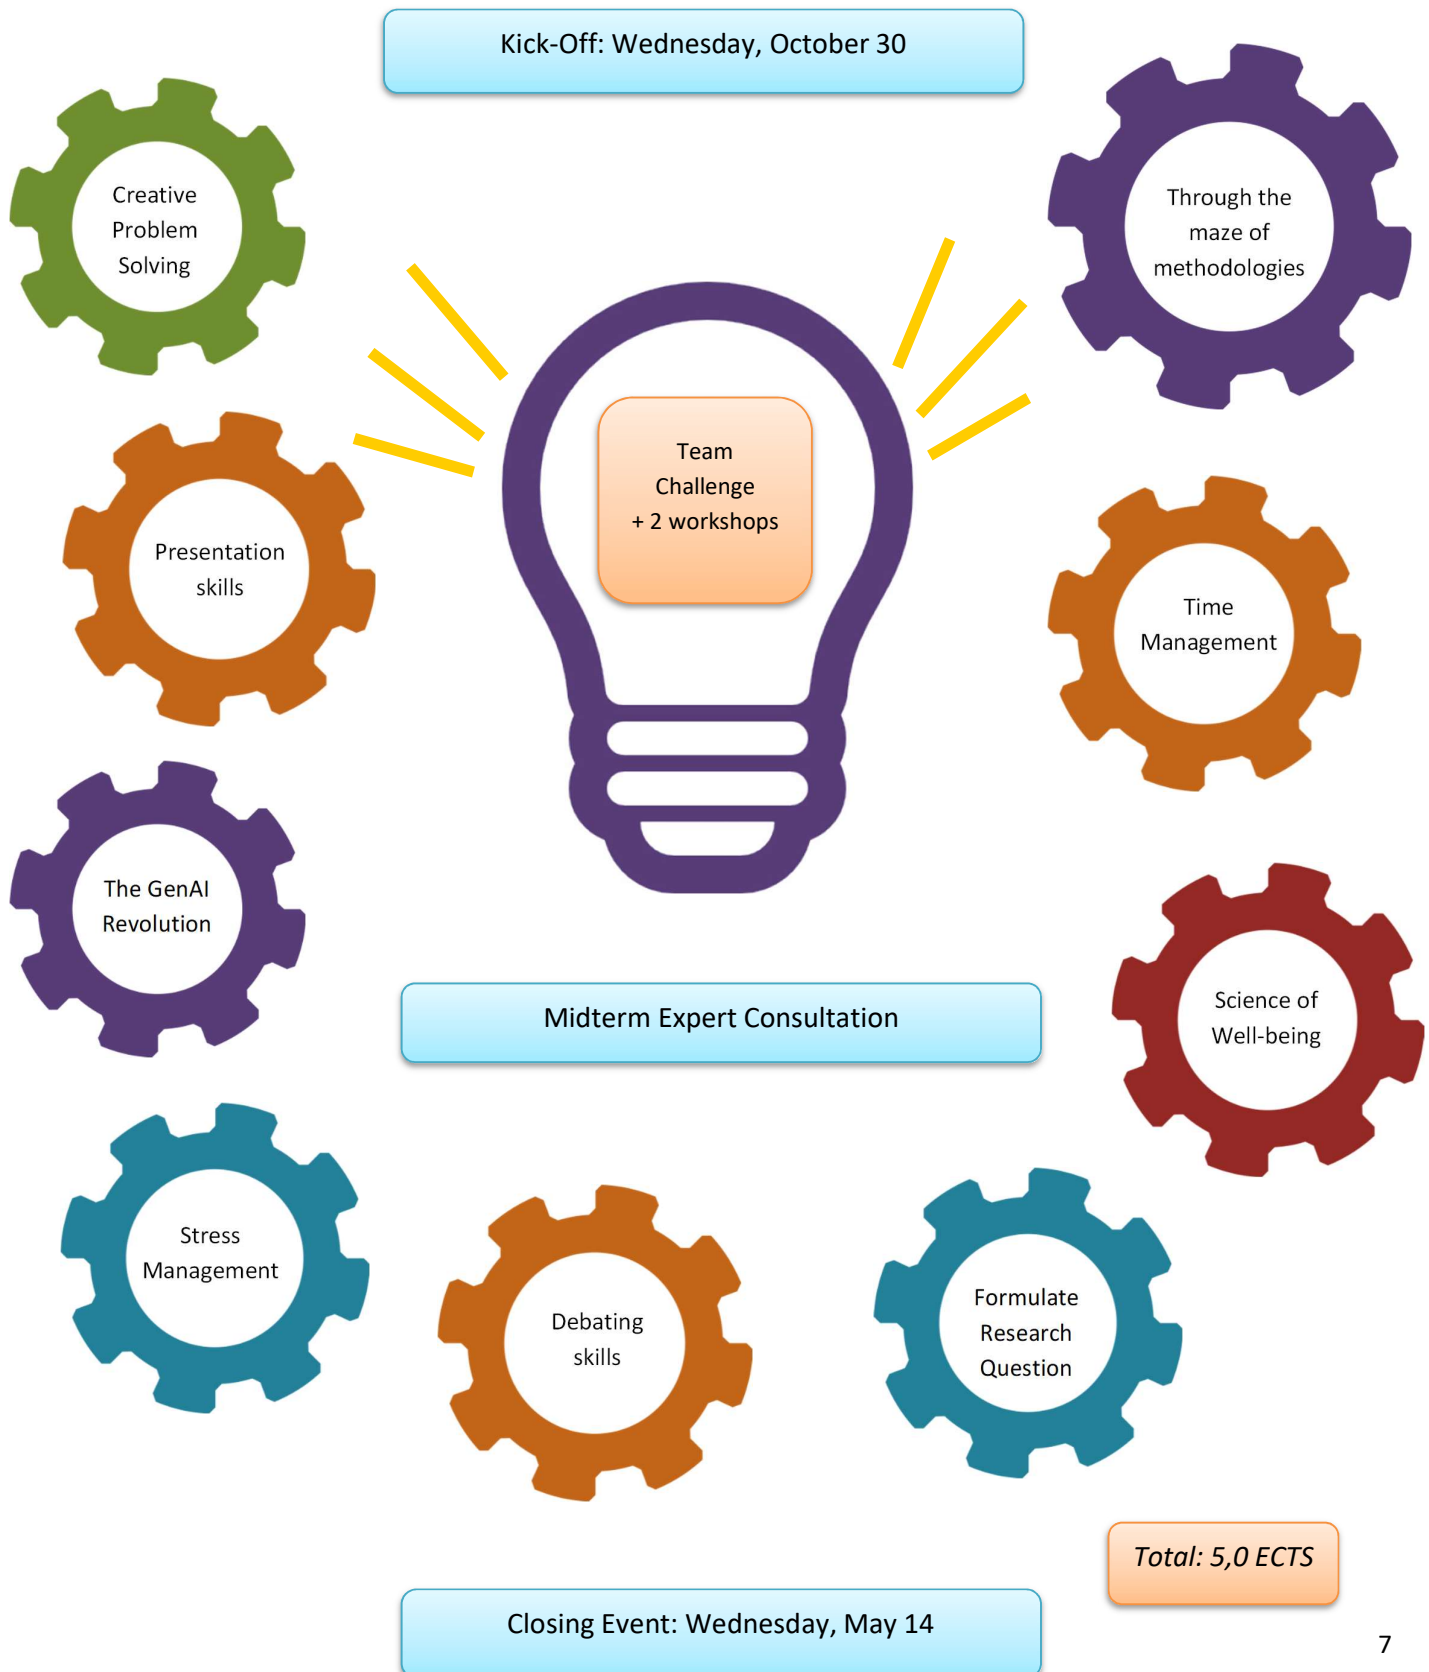 Kick-Off: Wednesday, October 30
Creative
Problem
Solving
Through the
maze of
methodologies
Team
Challenge
+ 2 workshops
Presentation
skills
Time
Management
The GenAI
Revolution
Midterm Expert Consultation
Science of
Well-being
Stress
Management
Debating
skills
Formulate
Research
Question
Total: 5,0 ECTS
Closing Event: Wednesday, May 14
7